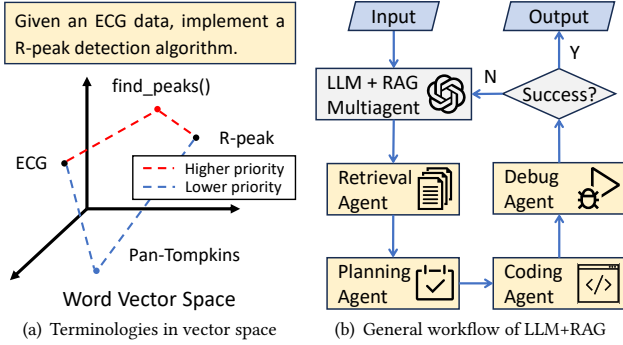 Given an ECG data, implement a
R-peak detection algorithm.
find_peaks()
R-peak
ECG
Higher priority
Lower priority
Pan-Tompkins
Word Vector Space
(a) Terminologies in vector space
Input
Output
Y
N
LLM + RAG
Multiagent
Success?
Retrieval
Agent
Debug
Agent
Planning
Agent
Coding
Agent
</>
(b) General workflow of LLM+RAG